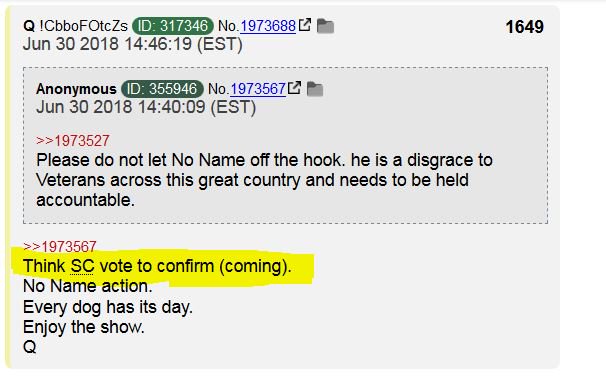 Q !CbboFOtcZs ID: 317346 No.1973688 1649
Jun 30 2018 14:46:19 (EST)
Anonymous ID: 355946 No.1973567
Jun 30 2018 14:40:09 (EST)
>>1973527
Please do not let No Name off the hook. he is a disgrace to
Veterans across this great country and needs to be held
accountable.
>>1973567
Think SC vote to confirm (coming).
No Name action.
Every dog has its day.
Enjoy the show.
Q